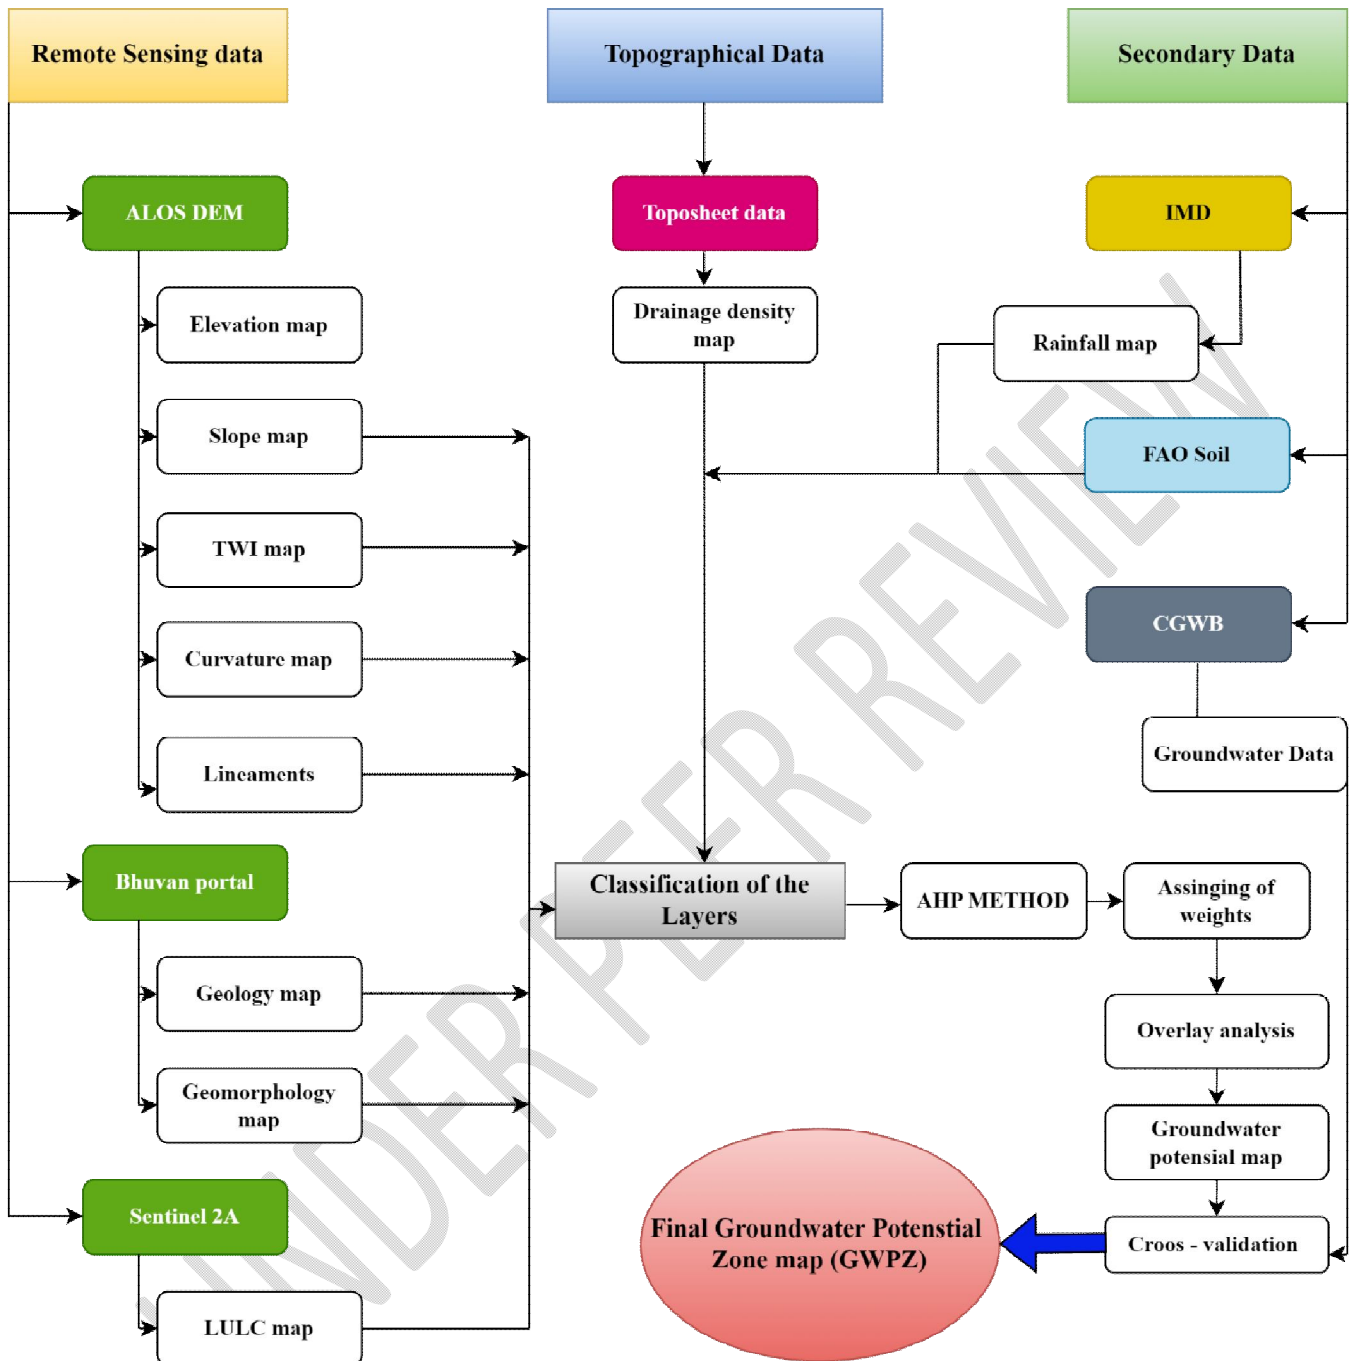 Remote Sensing data
Topographical Data
Secondary Data
ALOS DEM
Toposheet data
IMD
Elevation map
Drainage density
map
Rainfall map
Slope map
FAO Soil
TWI map
CGWB
Curvature map
Groundwater Data
Lineaments
Bhuvan portal
Classification of the
Layers
AHP METHOD
Assinging of
weights
Geology map
Overlay analysis
Geomorphology
map
Groundwater
potensial map
Sentinel 2A
Final Groundwater Potenstial
Zone map (GWPZ)
Croos - validation
LULC map
UNDER PEER REVIEW